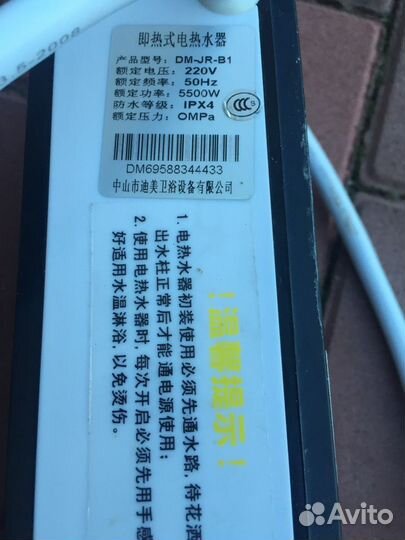 3.5-2008
即热式电热水器
产品型号: DM-JR-B1
额定电压: 220V
额定频率: 50Hz
额定功率: 5500W
防水等级: IPX4
额定压力: 0MPa
CCC S
DM69588344433
中山市迪美卫浴设备有限公司
!温馨提示!
1. 电热水器初装使用必须先通水路,待花洒
出水柱正常后才能通电源使用;
2. 使用电热水器时,每次开启必须先用手感
好适用水温淋浴,以免烫伤。
Avito